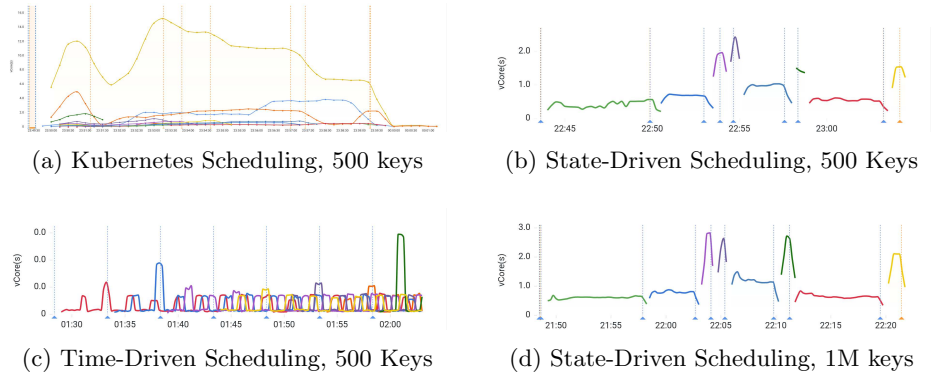 vCore(s)
2.0
1.0
0
22:45 22:50 22:55 23:00
(a) Kubernetes Scheduling, 500 keys
(b) State-Driven Scheduling, 500 Keys
0.0
0.0
0
vCore(s)
01:30 01:35 01:40 01:45 01:50 01:55 02:00
3.0
2.0
1.0
0
vCore(s)
21:50 21:55 22:00 22:05 22:10 22:15 22:20
(c) Time-Driven Scheduling, 500 Keys
(d) State-Driven Scheduling, 1M keys